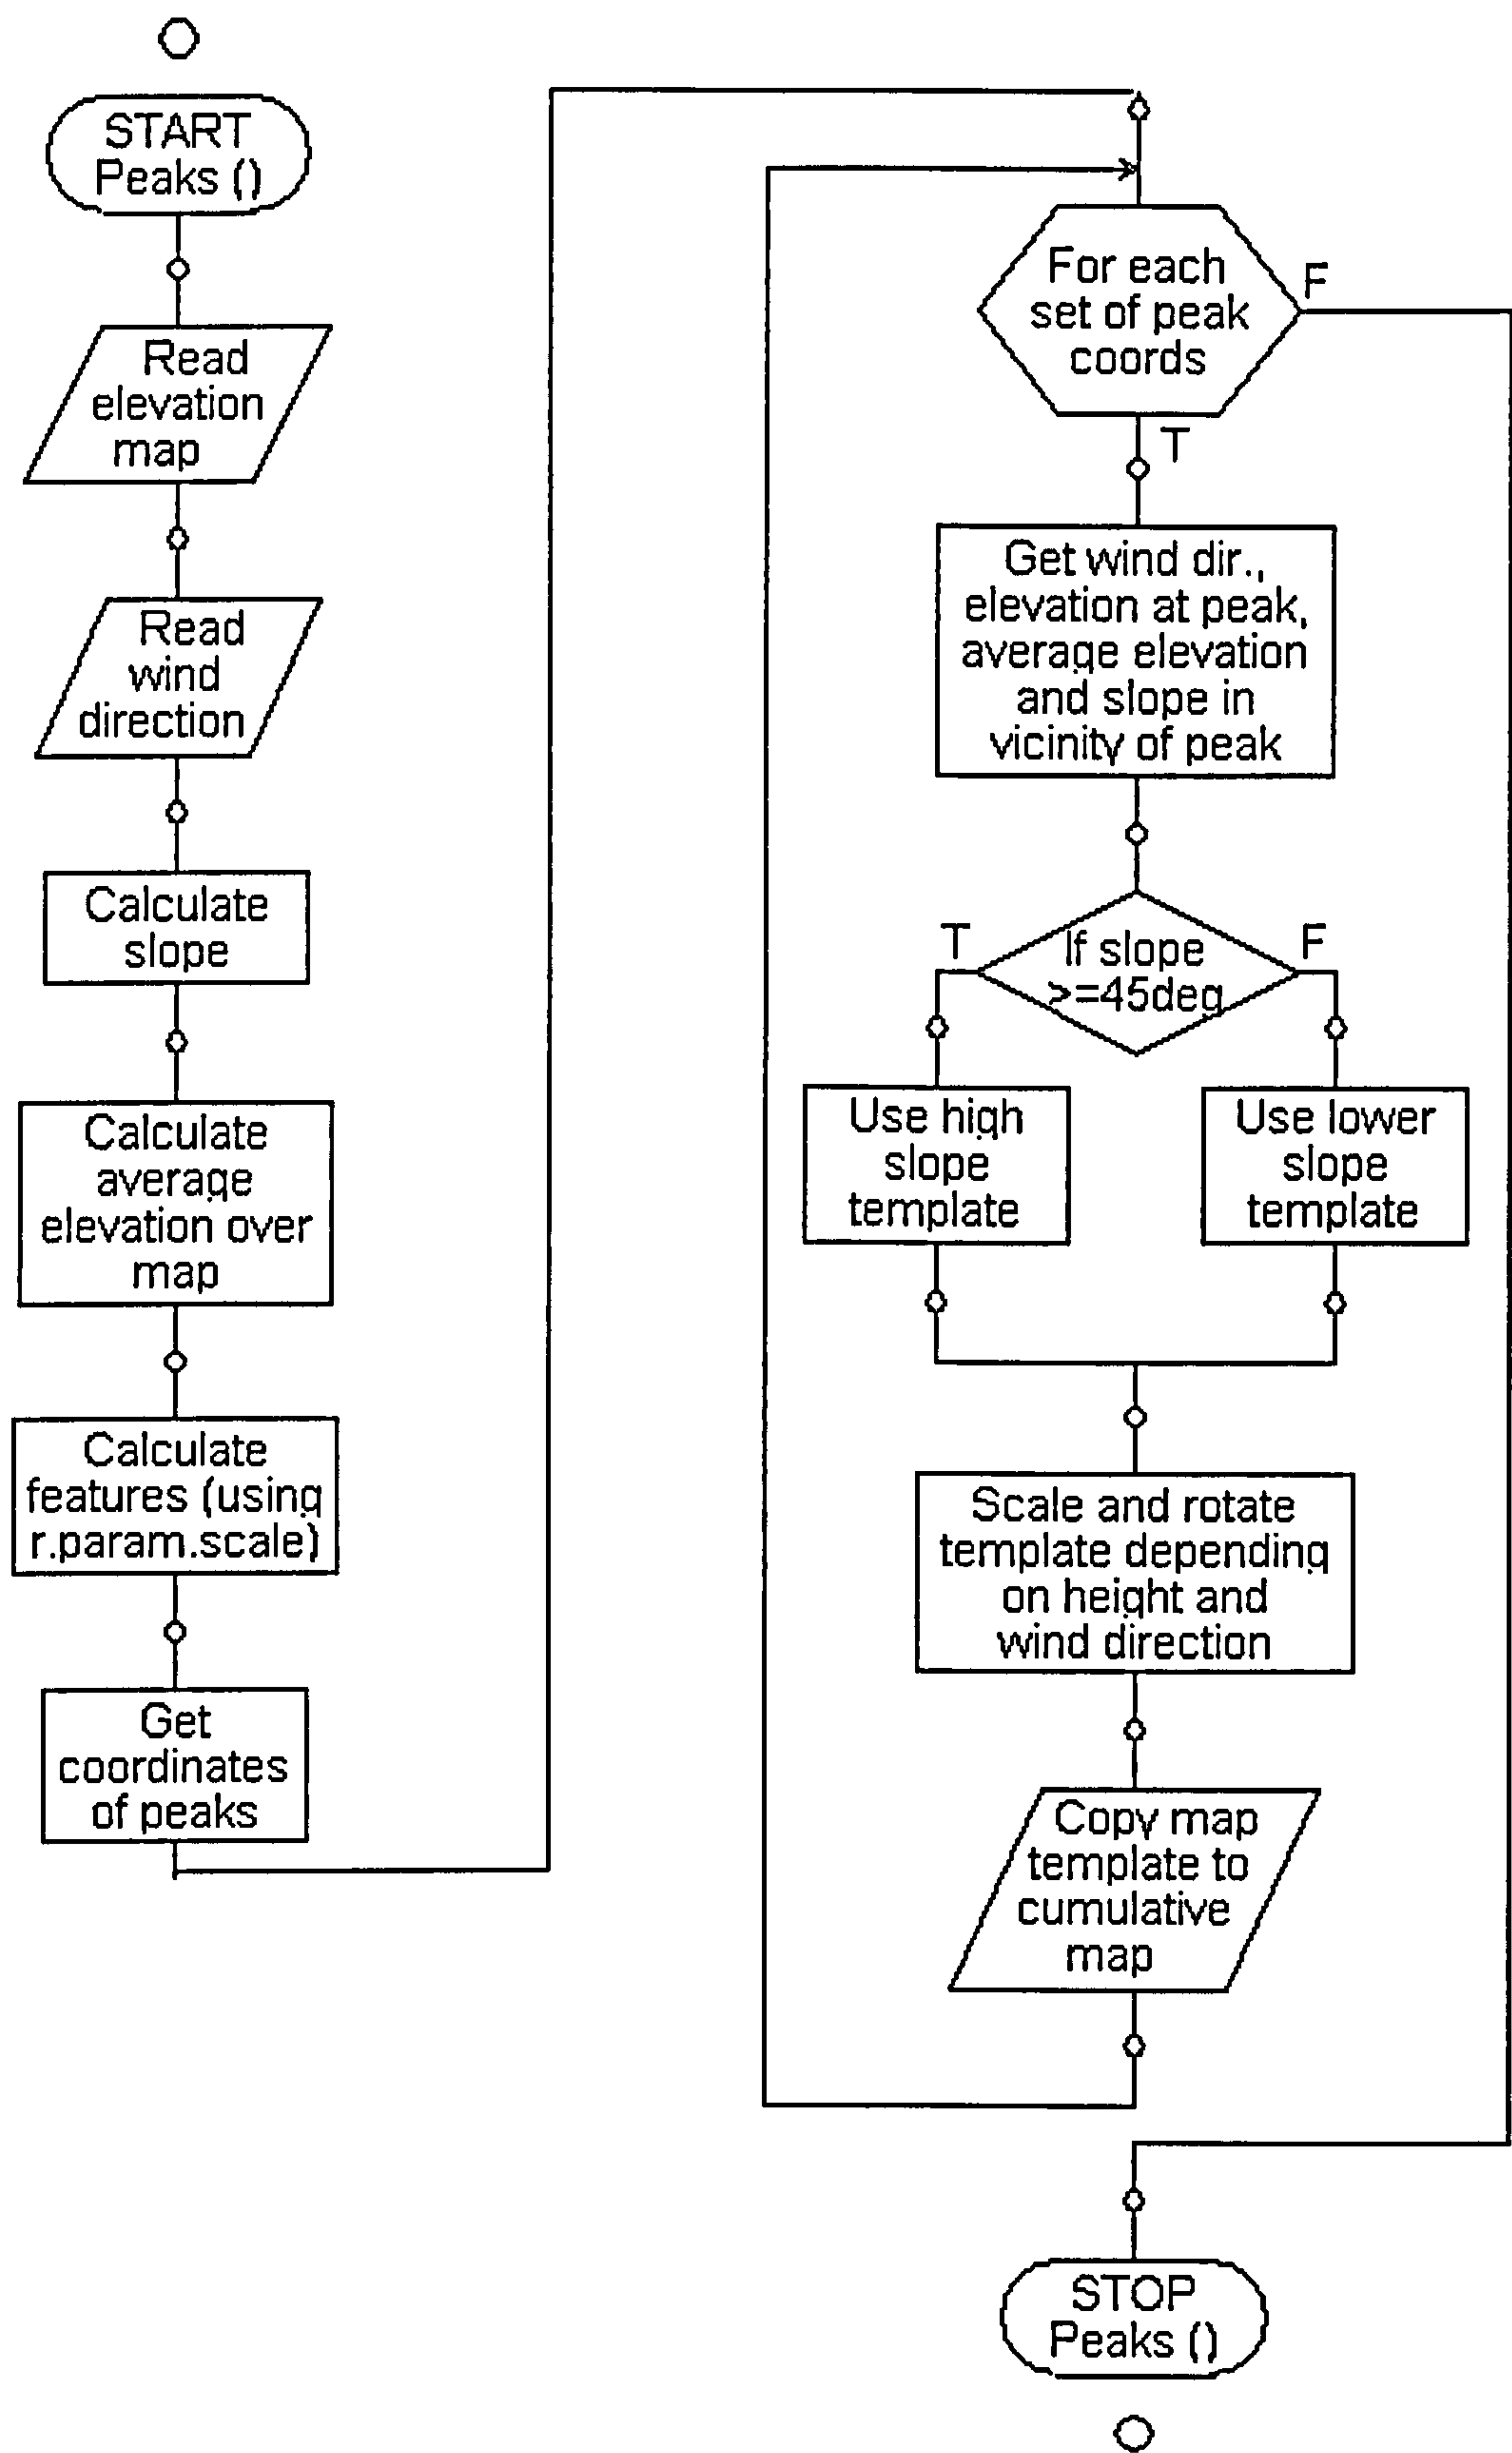 START
Peaks ()
Read
elevation
map
Read
wind
direction
Calculate
slope
Calculate
average
elevation over
map
Calculate
features (using
r.param.scale)
Get
coordinates
of peaks
For each
set of peak
coords
F
T
Get wind dir.,
elevation at peak,
average elevation
and slope in
vicinity of peak
T
If slope
>=45deg
F
Use high
slope
template
Use lower
slope
template
Scale and rotate
template depending
on height and
wind direction
Copy map
template to
cumulative
map
STOP
Peaks ()